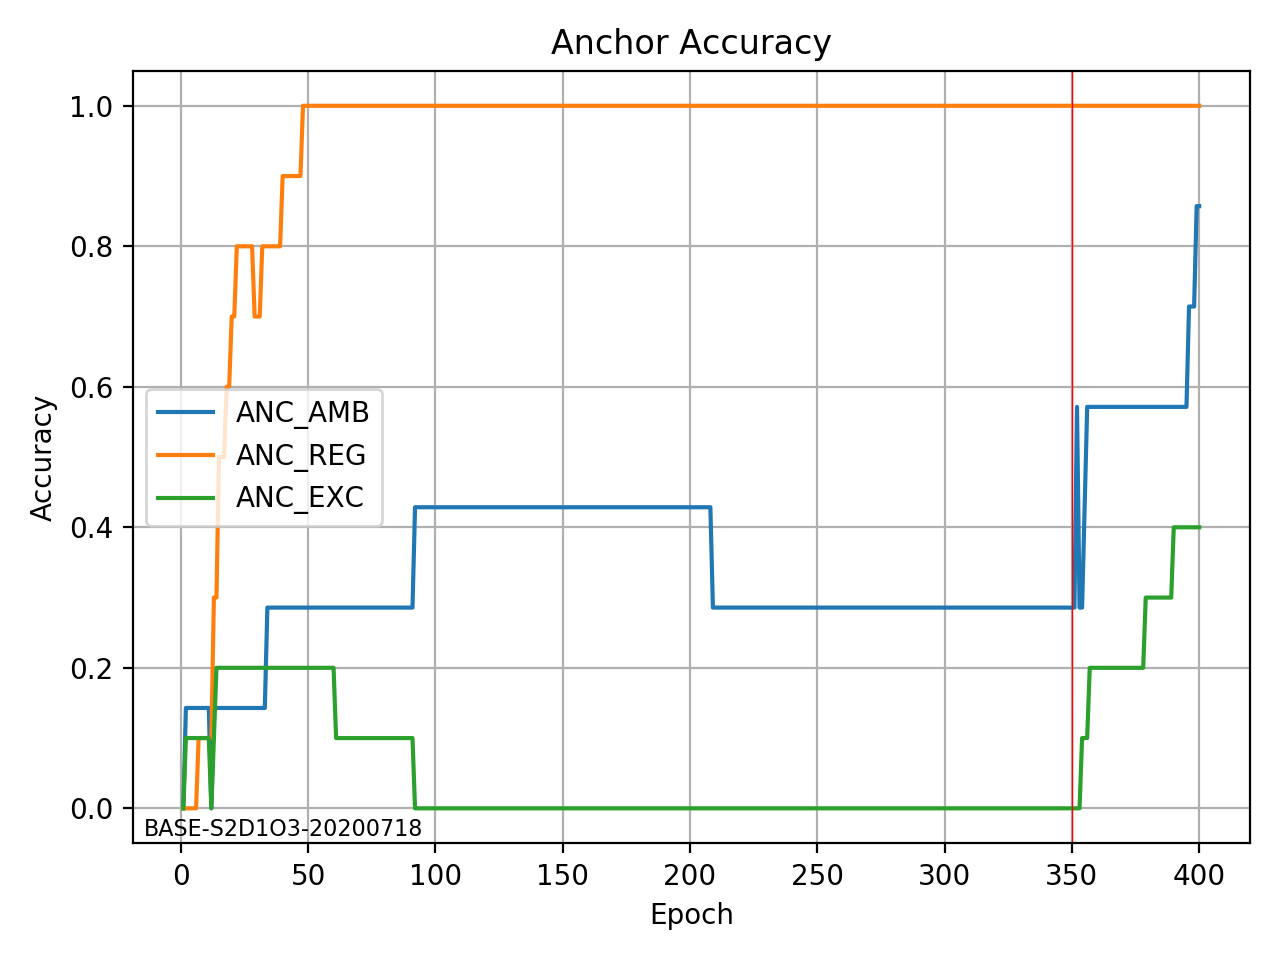 Anchor Accuracy
Accuracy
1.0
0.8
0.6
0.4
0.2
0.0
ANC_AMB
ANC_REG
ANC_EXC
BASE-S2D1O3-20200718
0 50 100 150 200 250 300 350 400
Epoch